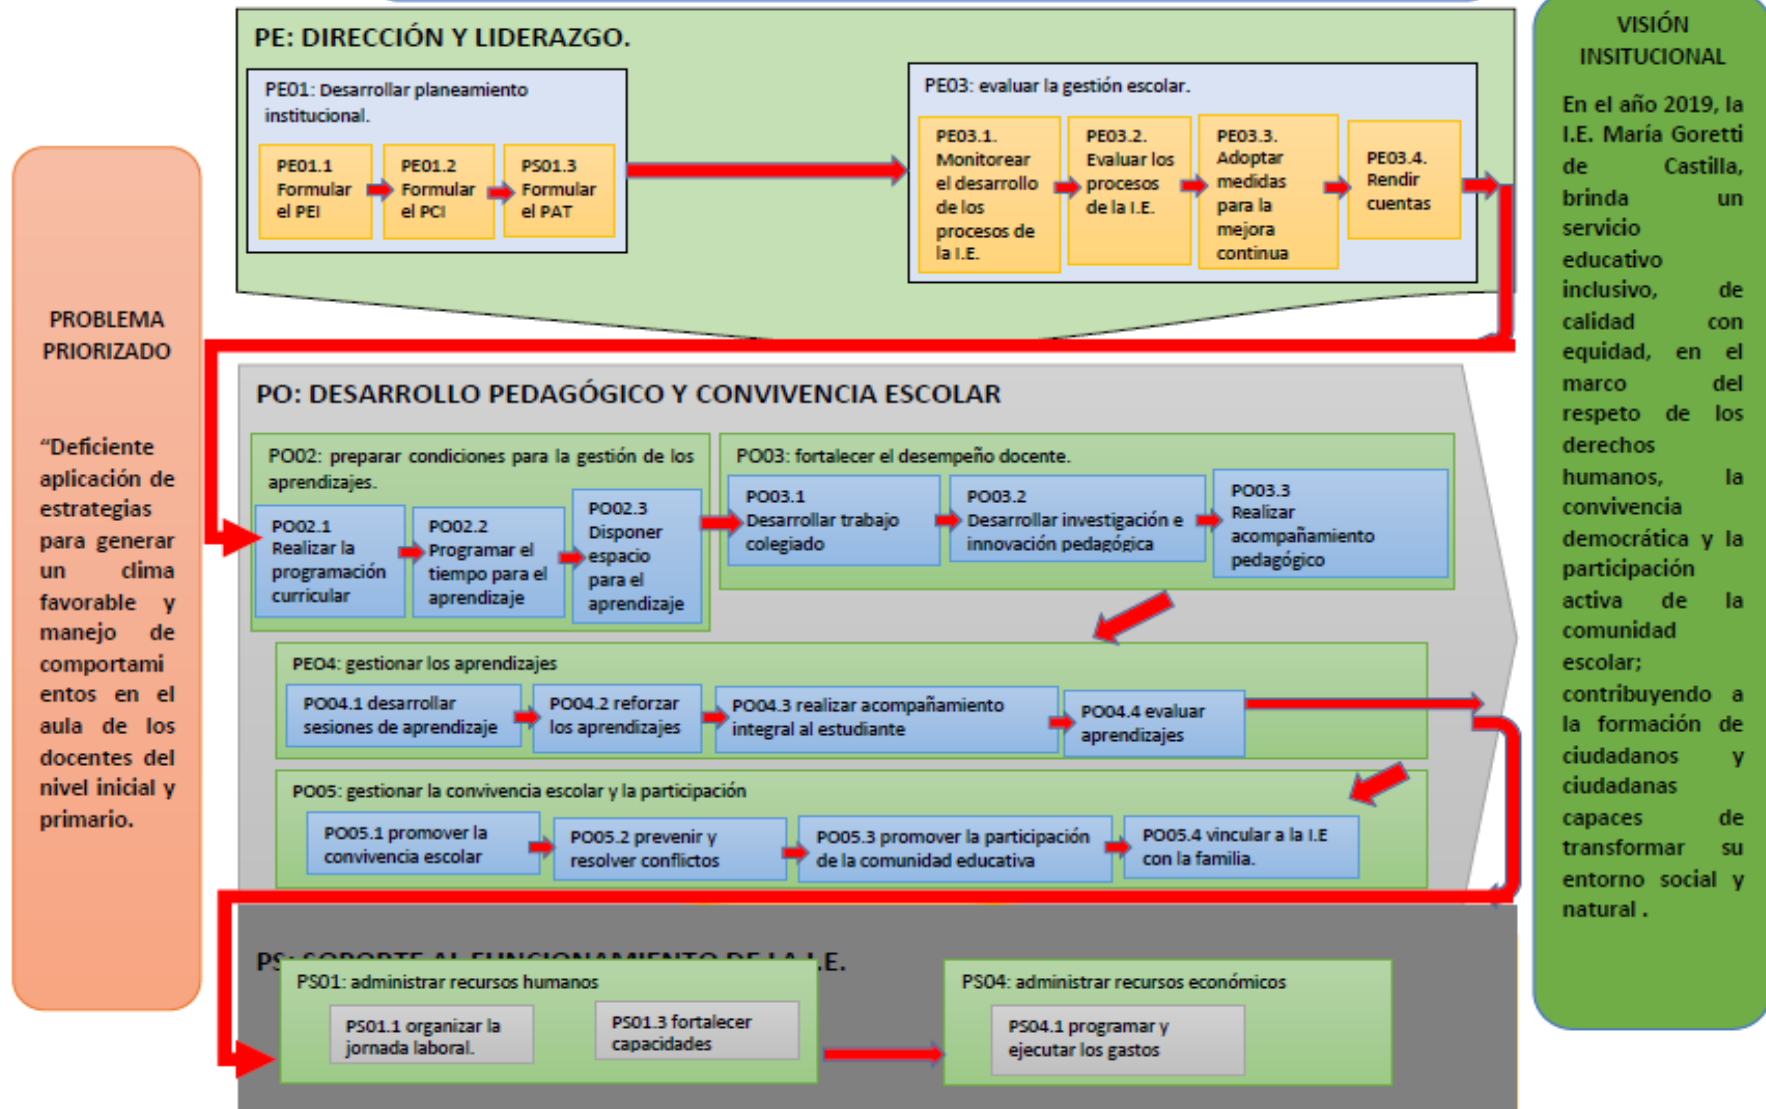 PE: DIRECCIÓN Y LIDERAZGO.
PE01: Desarrollar planeamiento
institucional.
PE01.1
Formular
el PEI
PE01.2
Formular
el PCI
PS01.3
Formular
el PAT
PE03: evaluar la gestión escolar.
PE03.1.
Monitorear
el desarrollo
de los
procesos de
la I.E.
PE03.2.
Evaluar los
procesos
de la I.E.
PE03.3.
Adoptar
medidas
para la
mejora
continua
PE03.4.
Rendir
cuentas
PROBLEMA
PRIORIZADO
“Deficiente
aplicación de
estrategias
para generar
un clima
favorable y
manejo de
comportami
entos en el
aula de los
docentes del
nivel inicial y
primario.
PO: DESARROLLO PEDAGÓGICO Y CONVIVENCIA ESCOLAR
PO02: preparar condiciones para la gestión de los
aprendizajes.
PO02.1
Realizar la
programación
curricular
PO02.2
Programar el
tiempo para el
aprendizaje
PO02.3
Disponer
espacio
para el
aprendizaje
PO03: fortalecer el desempeño docente.
PO03.1
Desarrollar trabajo
colegiado
PO03.2
Desarrollar investigación e
innovación pedagógica
PO03.3
Realizar
acompañamiento
pedagógico
PEO4: gestionar los aprendizajes
PO04.1 desarrollar
sesiones de aprendizaje
PO04.2 reforzar
los aprendizajes
PO04.3 realizar acompañamiento
integral al estudiante
PO04.4 evaluar
aprendizajes
PO05: gestionar la convivencia escolar y la participación
PO05.1 promover la
convivencia escolar
PO05.2 prevenir y
resolver conflictos
PO05.3 promover la participación
de la comunidad educativa
PO05.4 vincular a la I.E
con la familia.
PS: SOPORTE AL FUNCIONAMIENTO DE LA I.E.
PS01: administrar recursos humanos
PS01.1 organizar la
jornada laboral.
PS01.3 fortalecer
capacidades
PS04: administrar recursos económicos
PS04.1 programar y
ejecutar los gastos
VISIÓN
INSITUCIONAL
En el año 2019, la
I.E. María Goretti
de Castilla,
brinda un
servicio
educativo
inclusivo, de
calidad con
equidad, en el
marco del
respeto de los
derechos
humanos, la
convivencia
democrática y la
participación
activa de la
comunidad
escolar;
contribuyendo a
la formación de
ciudadanos y
ciudadanas
capaces de
transformar su
entorno social y
natural .